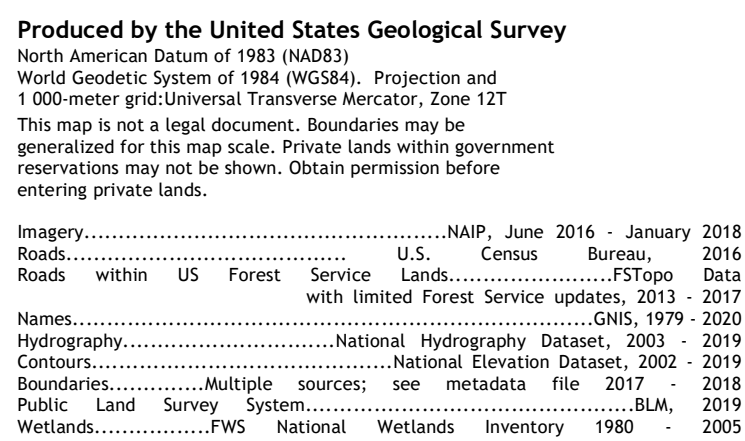 Produced by the United States Geological Survey
North American Datum of 1983 (NAD83)
World Geodetic System of 1984 (WGS84). Projection and
1 000-meter grid:Universal Transverse Mercator, Zone 12T
This map is not a legal document. Boundaries may be
generalized for this map scale. Private lands within government
reservations may not be shown. Obtain permission before
entering private lands.
Imagery.....................................................NAIP, June 2016 - January 2018
Roads......................................... U.S. Census Bureau, 2016
Roads within US Forest Service Lands........................FSTopo Data
with limited Forest Service updates, 2013 - 2017
Names............................................................................GNIS, 1979 - 2020
Hydrography...................................National Hydrography Dataset, 2003 - 2019
Contours............................................National Elevation Dataset, 2002 - 2019
Boundaries..............Multiple sources; see metadata file 2017 - 2018
Public Land Survey System................................................BLM, 2019
Wetlands.................FWS National Wetlands Inventory 1980 - 2005